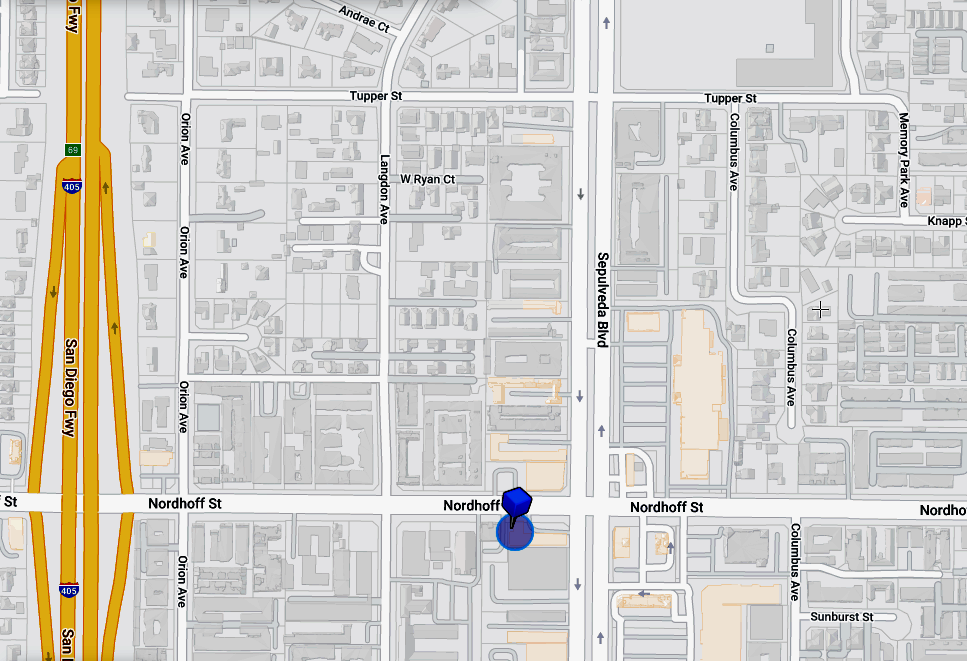 o Fwy
Andrae Ct
Tupper St
Tupper St
Orion Ave
Columbus Ave
Memory Park Ave
69
405
Langdon Ave
W Ryan Ct
Knapp S
Orion Ave
Sepulveda Blvd
San Diego Fwy
Columbus Ave
Orion Ave
St
Nordhoff St
Nordhoff
Nordhoff St
Nordho
Orion Ave
Columbus Ave
405
Sunburst St
San